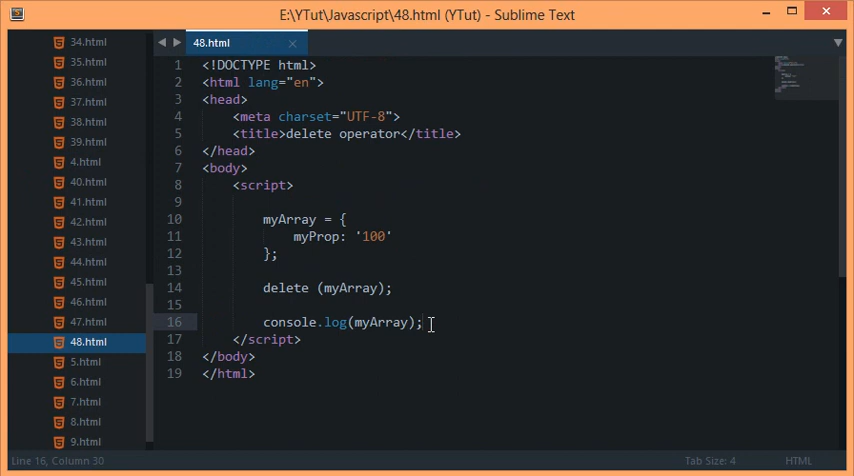 E:\YTut\Javascript\48.html (YTut) - Sublime Text
34.html
35.html
36.html
37.html
38.html
39.html
4.html
40.html
41.html
42.html
43.html
44.html
45.html
46.html
47.html
48.html
5.html
6.html
7.html
8.html
9.html
48.html
1 <!DOCTYPE html>
2 <html lang="en">
3 <head>
4 <meta charset="UTF-8">
5 <title>delete operator</title>
6 </head>
7 <body>
8 <script>
9
10 myArray = {
11 myProp: '100'
12 };
13
14 delete (myArray);
15
16 console.log(myArray);
17 </script>
18 </body>
19 </html>
Line 16, Column 30
Tab Size: 4
HTML